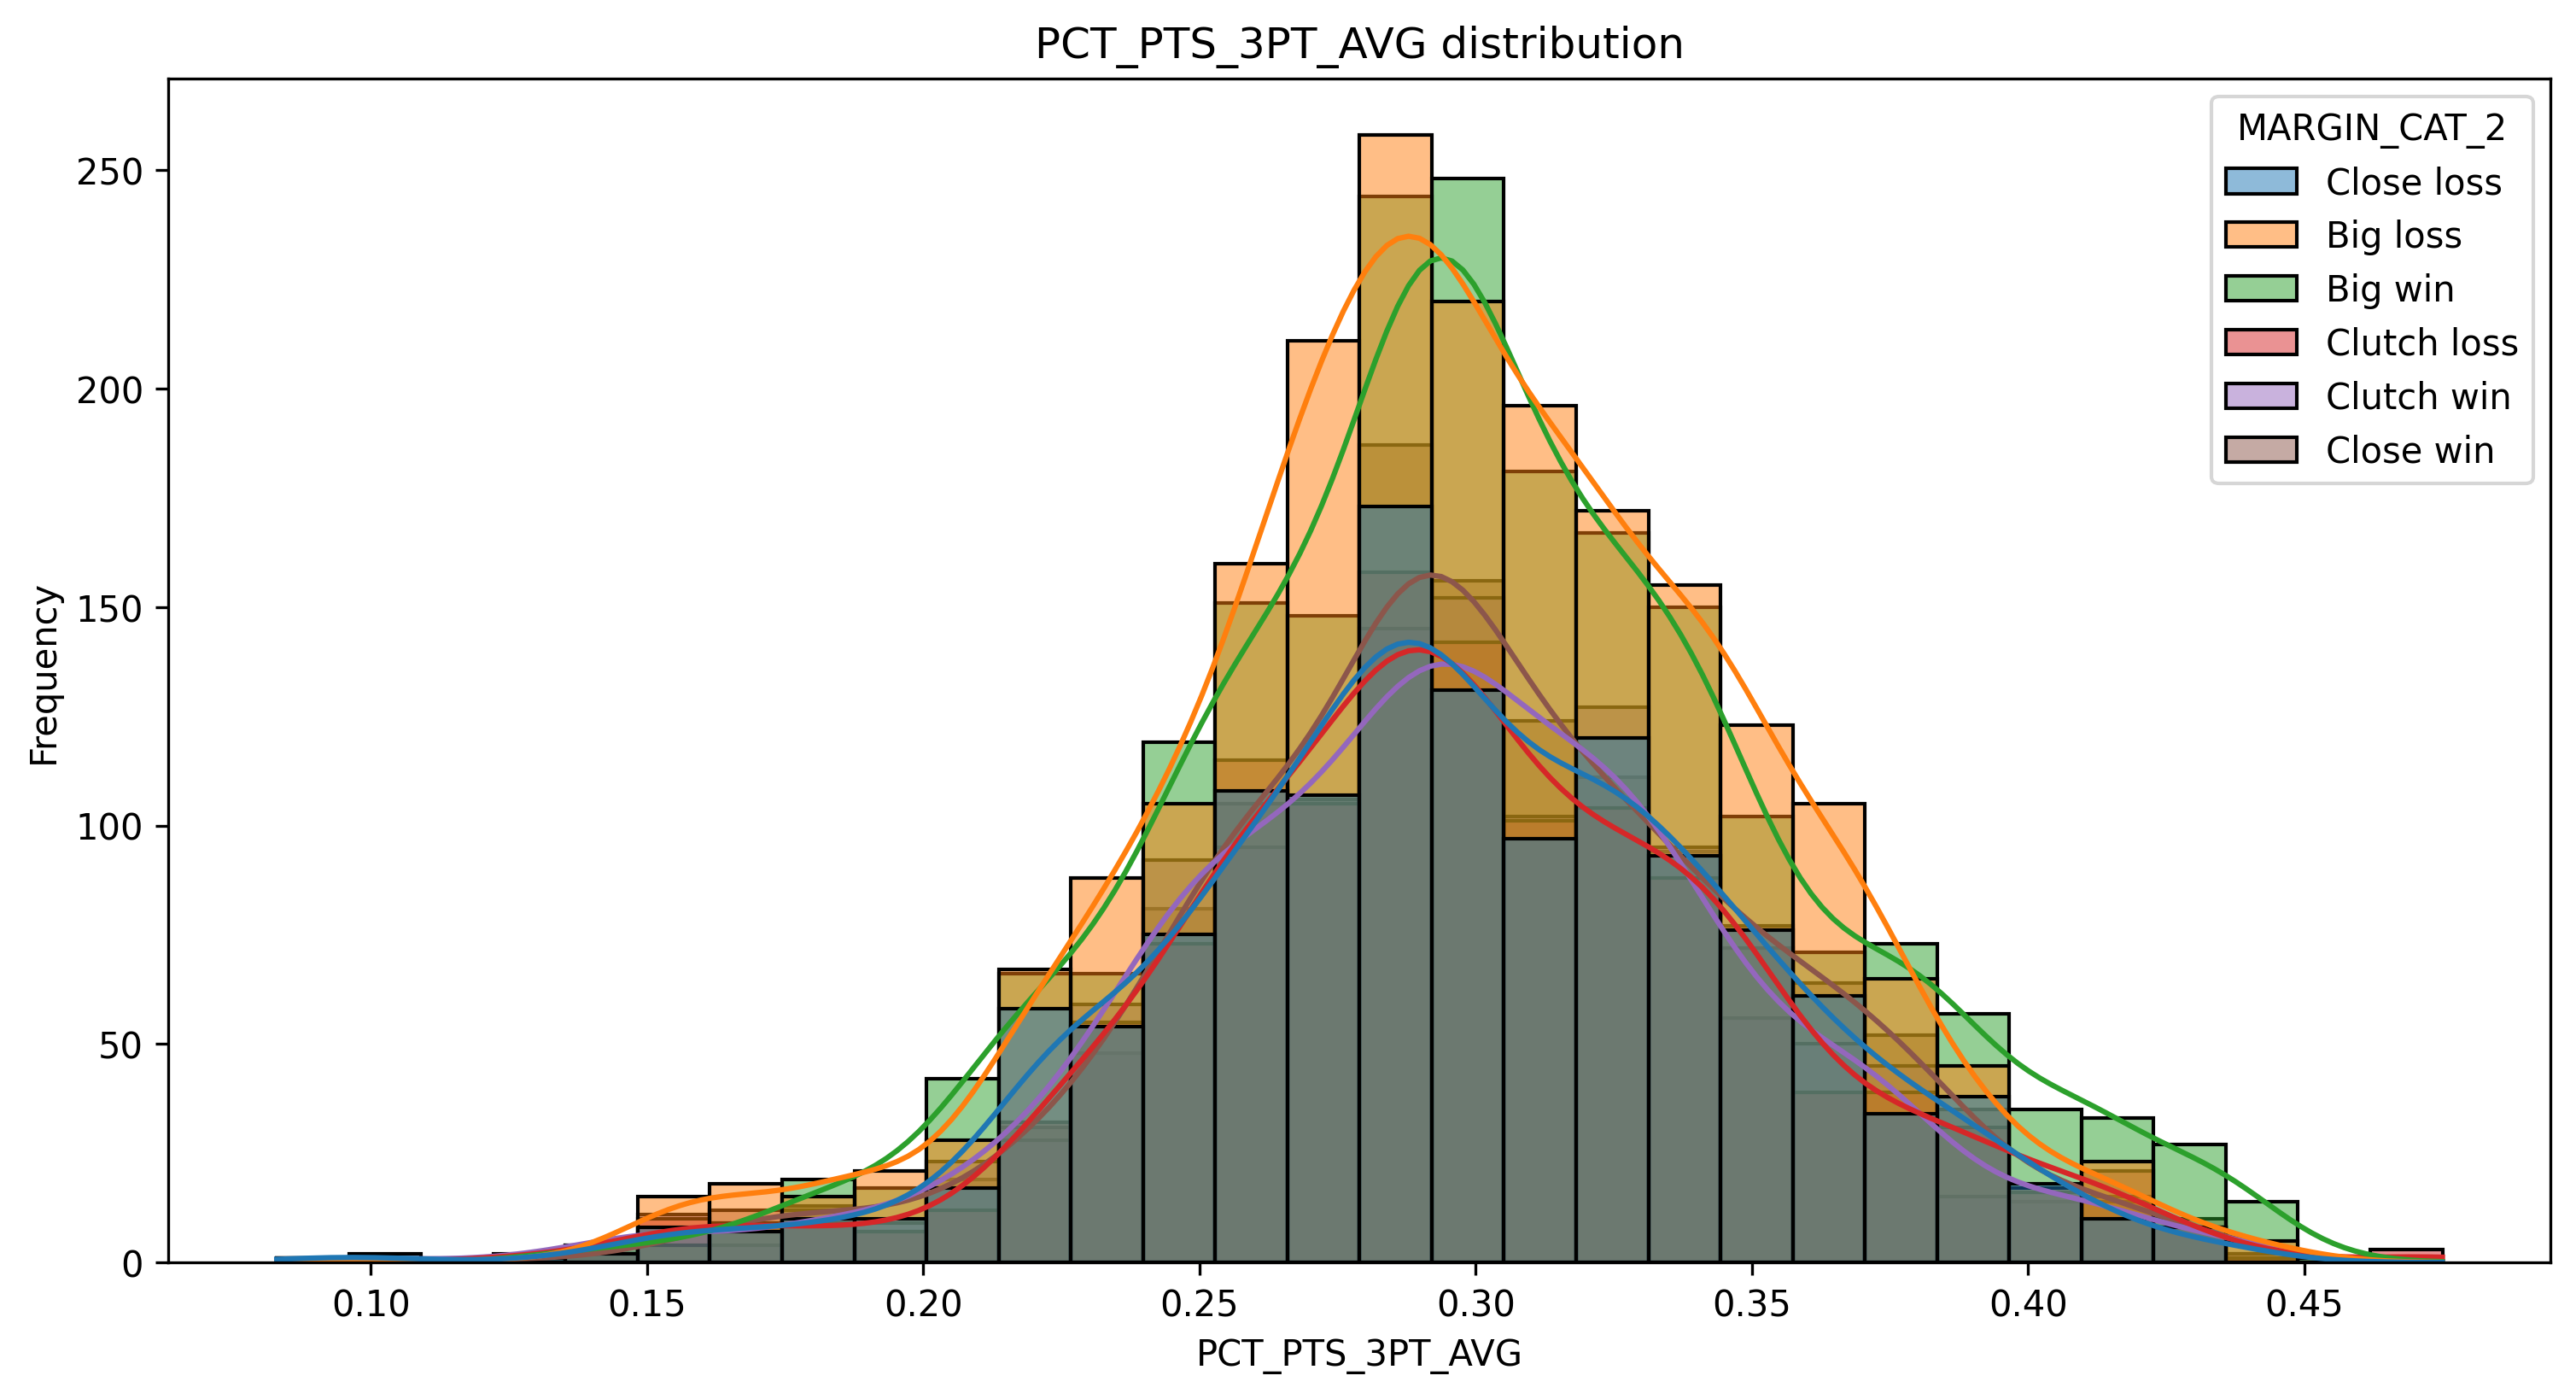 PCT_PTS_3PT_AVG distribution
MARGIN_CAT_2
Close loss
Big loss
Big win
Clutch loss
Clutch win
Close win
Frequency
250
200
150
100
50
0
0.10 0.15 0.20 0.25 0.30 0.35 0.40 0.45
PCT_PTS_3PT_AVG